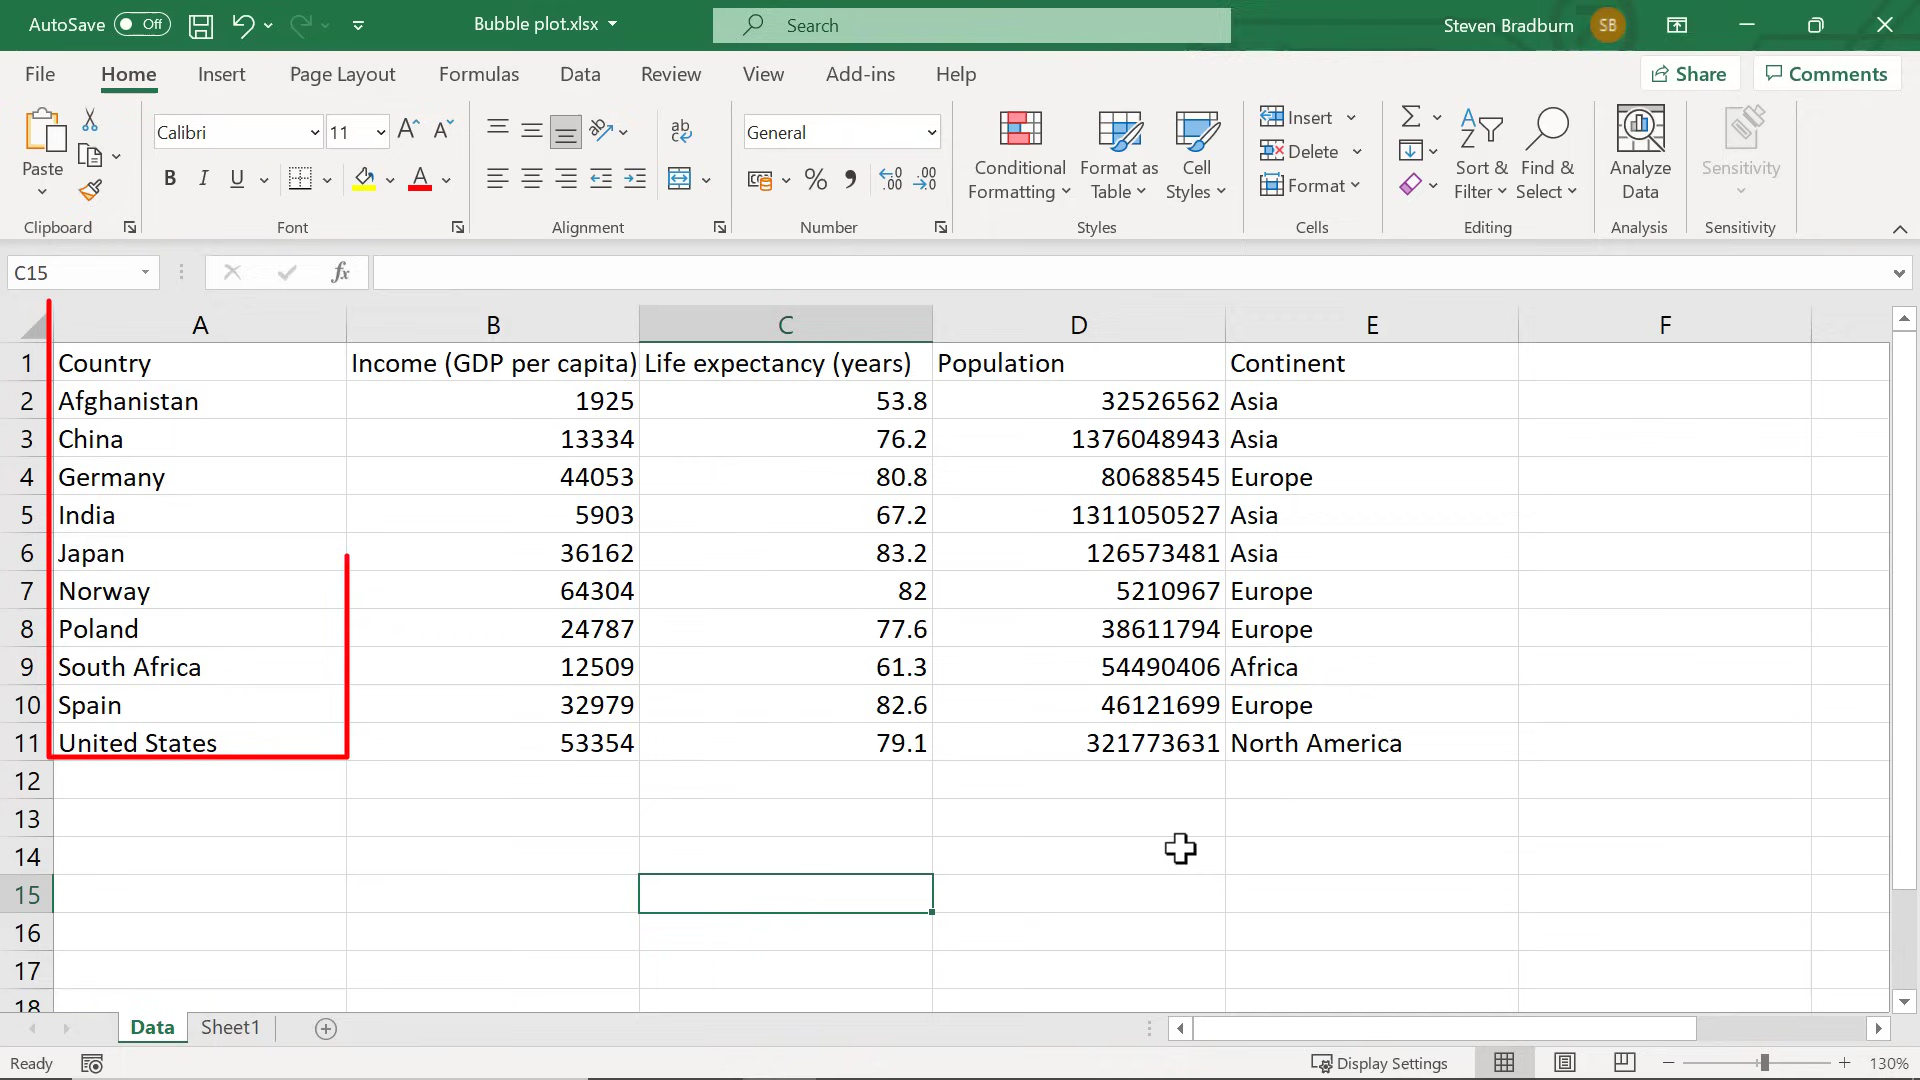 AutoSave Off Bubble plot.xlsx Search Steven Bradburn SB
File Home Insert Page Layout Formulas Data Review View Add-ins Help Share Comments
Paste
Clipboard
Calibri 11
B I U A
Font
ab
Alignment
General
% 9 .00
Number
Conditional Formatting
Format as Table
Cell Styles
Styles
Insert
Delete
Format
Cells
Sort & Filter
Find & Select
Editing
Analyze Data
Analysis
Sensitivity
Sensitivity
C15 fx
A B C D E F
1 Country Income (GDP per capita) Life expectancy (years) Population Continent
2 Afghanistan 1925 53.8 32526562 Asia
3 China 13334 76.2 1376048943 Asia
4 Germany 44053 80.8 80688545 Europe
5 India 5903 67.2 1311050527 Asia
6 Japan 36162 83.2 126573481 Asia
7 Norway 64304 82 5210967 Europe
8 Poland 24787 77.6 38611794 Europe
9 South Africa 12509 61.3 54490406 Africa
10 Spain 32979 82.6 46121699 Europe
11 United States 53354 79.1 321773631 North America
12
13
14
15
16
17
18
Data Sheet1
Ready Display Settings 130%